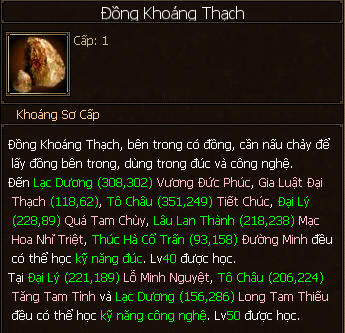 Đồng Khoáng Thạch
Cấp: 1
Khoáng Sơ Cấp
Đồng Khoáng Thạch, bên trong có đồng, cần nấu chảy để
lấy đồng bên trong, dùng trong đúc và công nghệ.
Đến Lạc Dương (308,302) Vương Đức Phúc, Gia Luật Đại
Thạch (118,62), Tô Châu (351,249) Tiết Chúc, Đại Lý
(228,89) Quá Tam Chùy, Lâu Lan Thành (218,238) Mạc
Hoa Nhỉ Triệt, Thúc Hà Cổ Trấn (93,158) Đường Minh đều
có thể học kỹ năng đúc. Lv40 được học.
Tại Đại Lý (221,189) Lỗ Minh Nguyệt, Tô Châu (206,224)
Tăng Tam Tinh và Lạc Dương (156,286) Long Tam Thiếu
đều có thể học kỹ năng công nghệ. Lv50 được học.